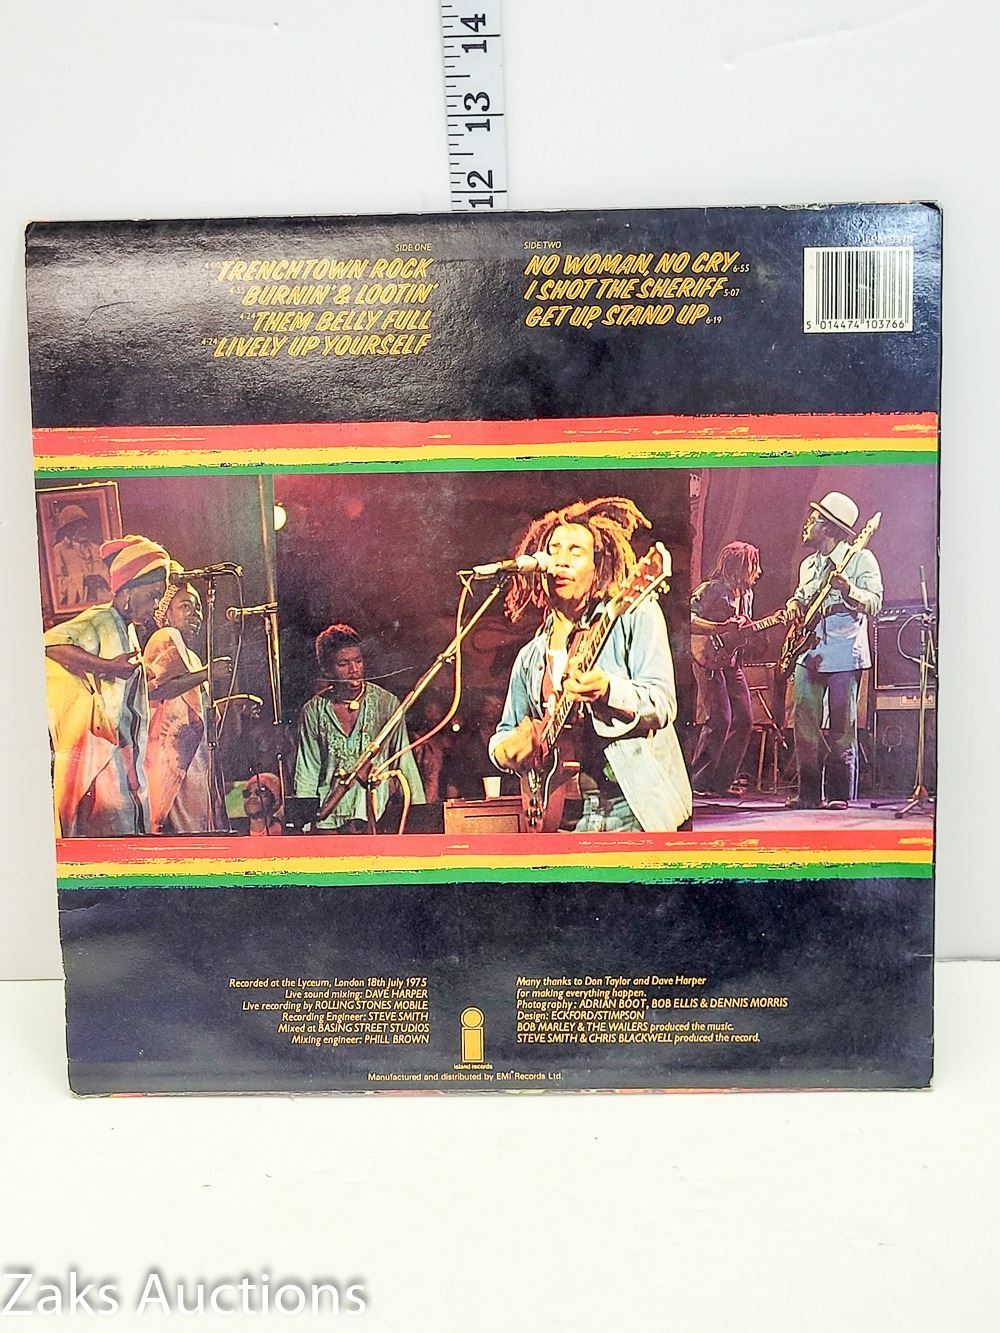 14
13
12
SIDE ONE
4·00 TRENCHTOWN ROCK
4·55 BURNIN' & LOOTIN'
4·24 THEM BELLY FULL
4·24 LIVELY UP YOURSELF
SIDE TWO
NO WOMAN, NO CRY 6·55
I SHOT THE SHERIFF 5·07
GET UP, STAND UP 6·19
5 014474 103766
Recorded at the Lyceum, London 18th July 1975
Live sound mixing: DAVE HARPER
Live recording by ROLLING STONES MOBILE
Recording Engineer: STEVE SMITH
Mixed at BASING STREET STUDIOS
Mixing engineer: PHILL BROWN
i
island records
Many thanks to Don Taylor and Dave Harper
for making everything happen.
Photography: ADRIAN BOOT, BOB ELLIS & DENNIS MORRIS
Design: ECKFORD/STIMPSON
BOB MARLEY & THE WAILERS produced the music.
STEVE SMITH & CHRIS BLACKWELL produced the record.
Manufactured and distributed by EMI Records Ltd.
Zaks Auctions